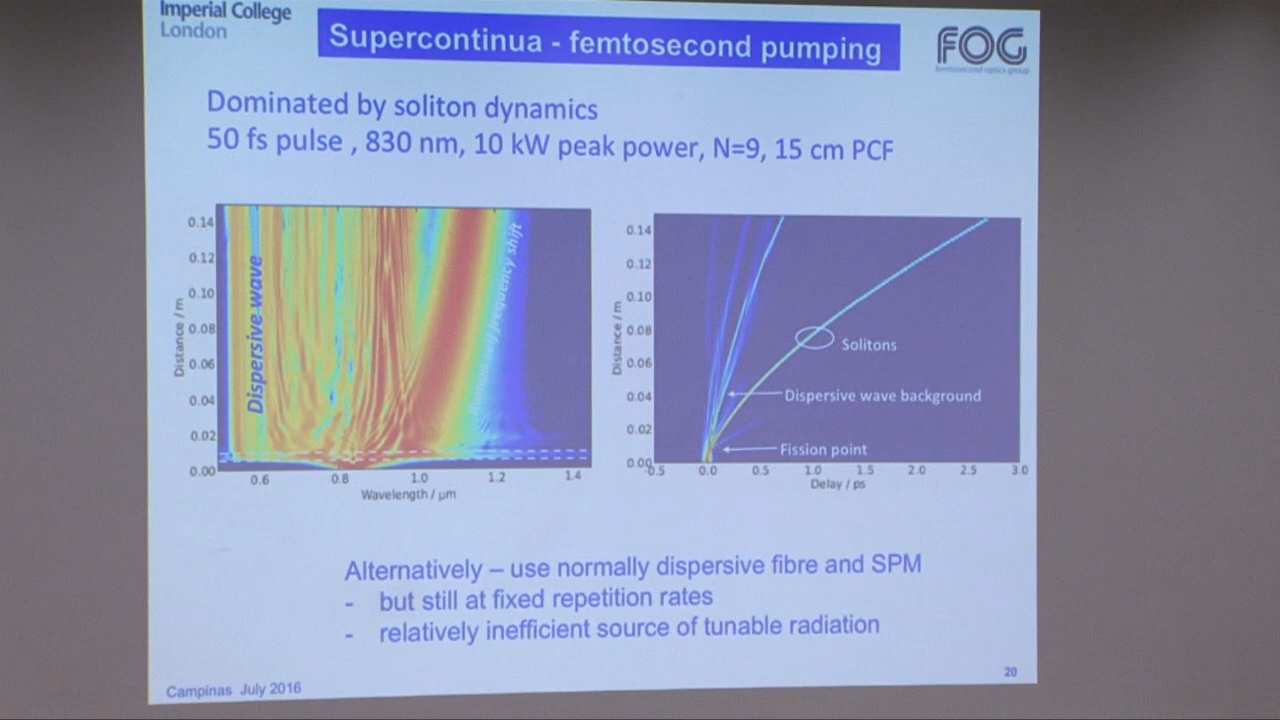 Imperial College
London
Supercontinua - femtosecond pumping
FOG
femtosecond optics group
Dominated by soliton dynamics
50 fs pulse , 830 nm, 10 kW peak power, N=9, 15 cm PCF
0.14
0.12
0.10
0.08
0.06
0.04
0.02
0.00
Distance / m
Dispersive wave
frequency shift
0.6 0.8 1.0 1.2 1.4
Wavelength / μm
0.14
0.12
0.10
0.08
0.06
0.04
0.02
0.00
Distance / m
Solitons
Dispersive wave background
Fission point
-0.5 0.0 0.5 1.0 1.5 2.0 2.5 3.0
Delay / ps
Alternatively – use normally dispersive fibre and SPM
- but still at fixed repetition rates
- relatively inefficient source of tunable radiation
Campinas July 2016
20